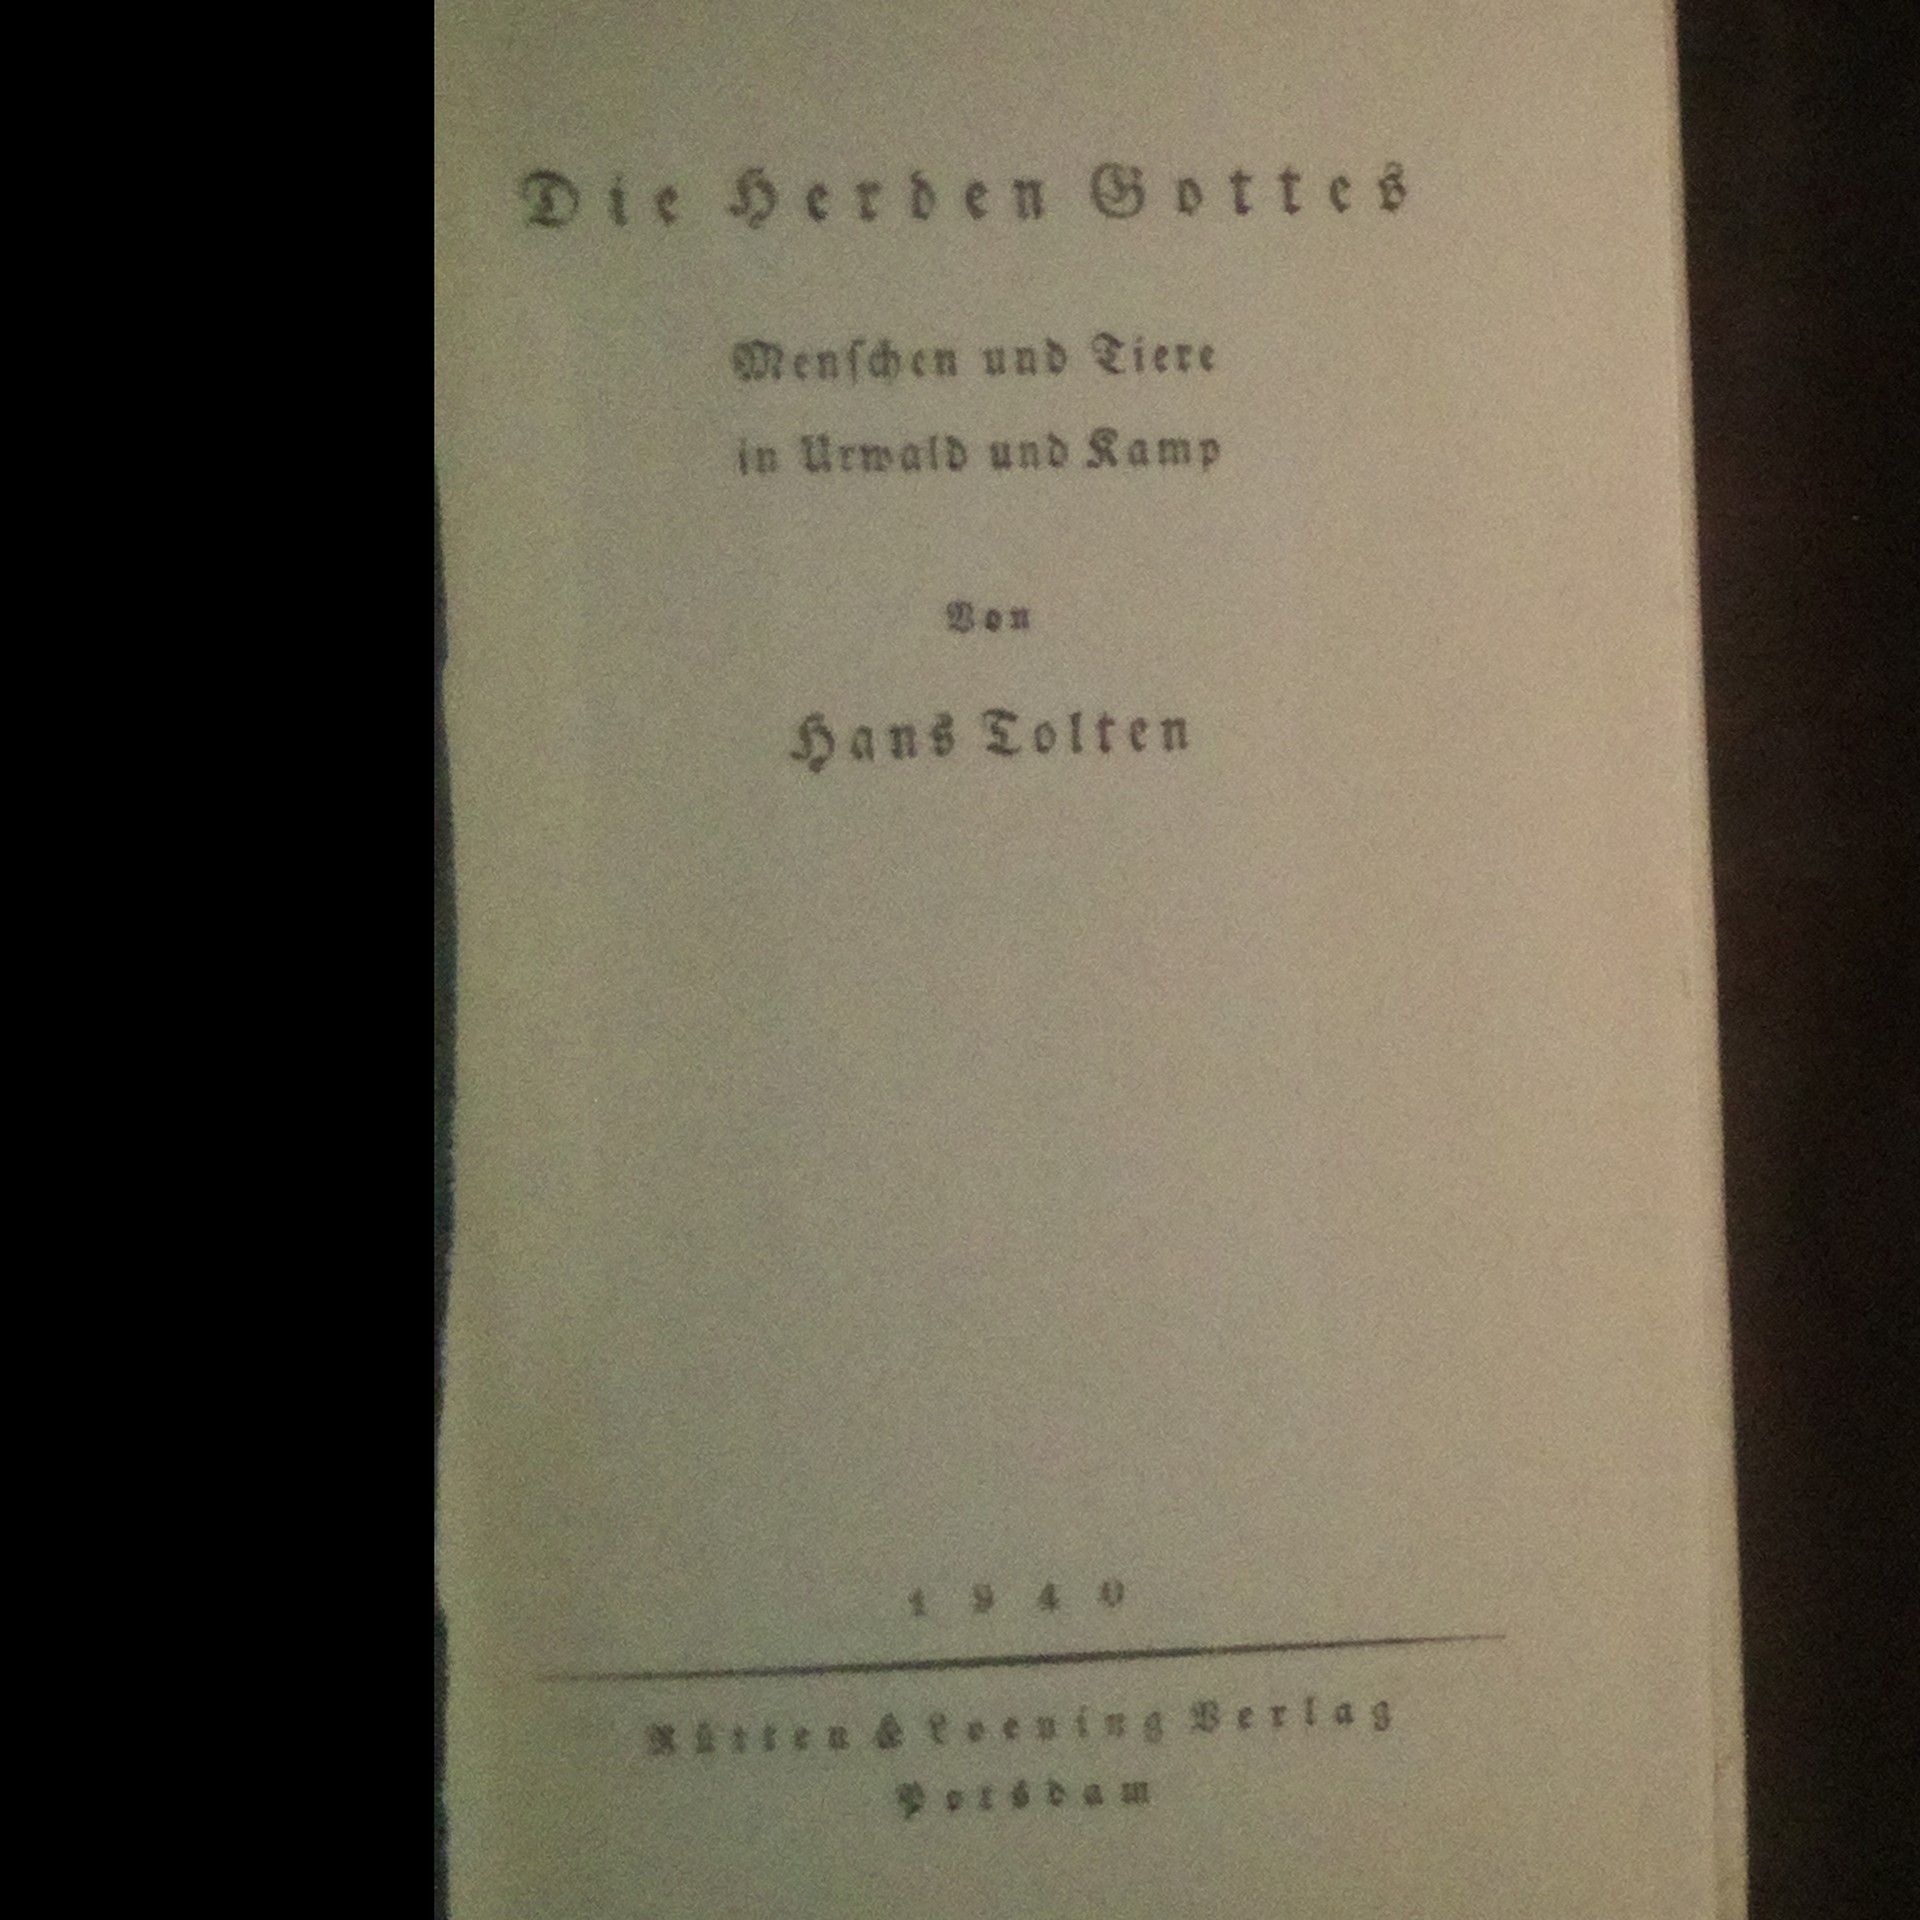 Die Herden Gottes
Menschen und Tiere
in Urwald und Kamp
Von
Hans Tolten
1940
Rütten & Loening Verlag
Potsdam